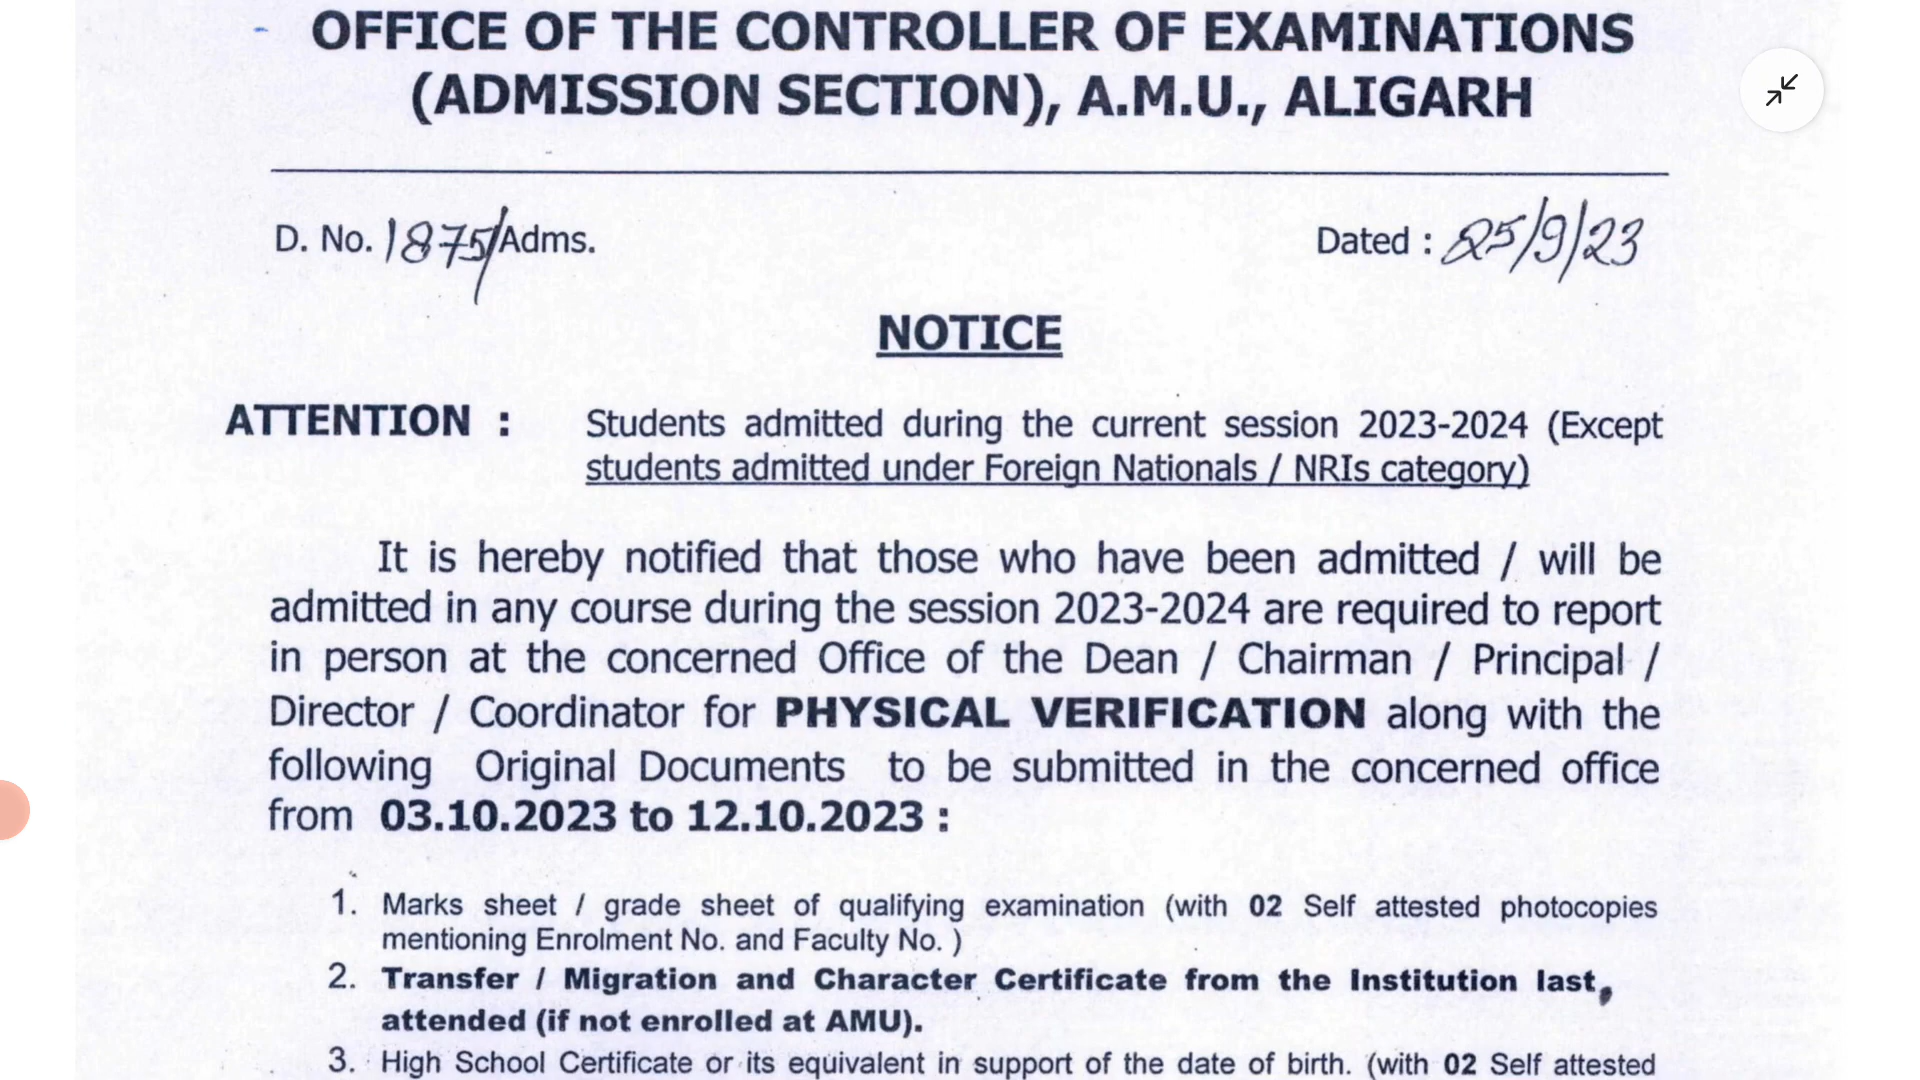 OFFICE OF THE CONTROLLER OF EXAMINATIONS
(ADMISSION SECTION), A.M.U., ALIGARH
D. No. 1875/Adms. Dated : 25/9/23
NOTICE
ATTENTION : Students admitted during the current session 2023-2024 (Except
students admitted under Foreign Nationals / NRIs category)
It is hereby notified that those who have been admitted / will be
admitted in any course during the session 2023-2024 are required to report
in person at the concerned Office of the Dean / Chairman / Principal /
Director / Coordinator for PHYSICAL VERIFICATION along with the
following Original Documents to be submitted in the concerned office
from 03.10.2023 to 12.10.2023 :
1. Marks sheet / grade sheet of qualifying examination (with 02 Self attested photocopies
mentioning Enrolment No. and Faculty No. )
2. Transfer / Migration and Character Certificate from the Institution last,
attended (if not enrolled at AMU).
3. High School Certificate or its equivalent in support of the date of birth. (with 02 Self attested